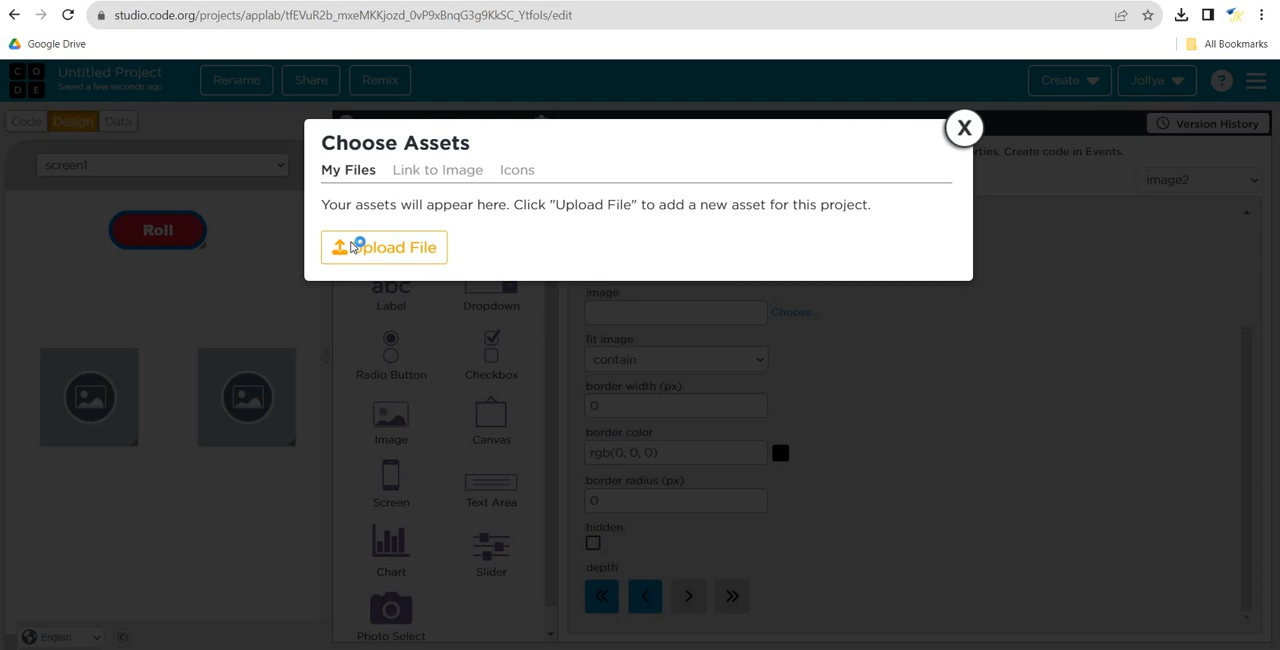 studio.code.org/projects/applab/tfEVuR2b_mxeMKKjozd_0vP9xBnqG3g9KkSC_YtfoIs/edit
Google Drive
All Bookmarks
C O
D E
Untitled Project
Saved a few seconds ago
Rename
Share
Remix
Create
Jollya
?
Code
Design
Data
Version History
Choose Assets
X
rties. Create code in Events.
screen1
My Files
Link to Image
Icons
image2
Your assets will appear here. Click "Upload File" to add a new asset for this project.
Roll
Upload File
abc
Label
Dropdown
image
Choose...
fit image
contain
Radio Button
Checkbox
border width (px)
0
Image
Canvas
border color
rgb(0, 0, 0)
Screen
Text Area
border radius (px)
0
hidden
Chart
Slider
depth
Photo Select
English
©